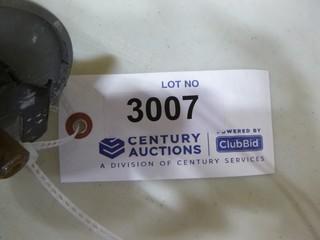 LOT NO
3007
CENTURY AUCTIONS
POWERED BY
ClubBid
A DIVISION OF CENTURY SERVICES